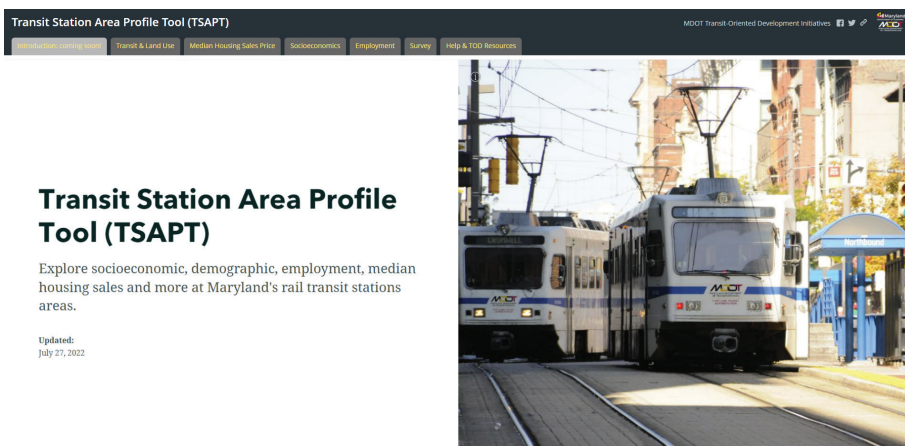 Transit Station Area Profile Tool (TSAPT)
MDOT Transit-Oriented Development Initiatives
Maryland
MDOT
Introduction: coming soon
Transit & Land Use
Median Housing Sales Price
Socioeconomics
Employment
Survey
Help & TOD Resources
Transit Station Area Profile
Tool (TSAPT)
Explore socioeconomic, demographic, employment, median
housing sales and more at Maryland's rail transit stations
areas.
Updated:
July 27, 2022
Northbound
MDOT
MDOT